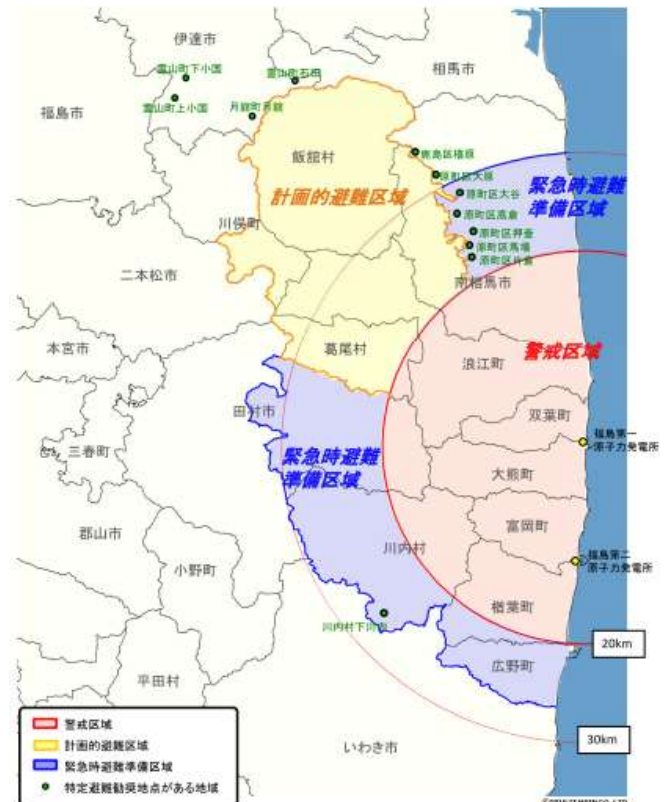 伊達市
相馬市
霊山町下小国
霊山町石田
霊山町上小国
月舘町月舘
福島市
飯舘村
鹿島区橲原
原町区大原
計画的避難区域
緊急時避難
準備区域
原町区大谷
原町区高倉
川俣町
原町区押釜
原町区馬場
原町区片倉
二本松市
南相馬市
本宮市
葛尾村
浪江町
警戒区域
田村市
双葉町
三春町
緊急時避難
準備区域
福島第一
原子力発電所
大熊町
郡山市
富岡町
川内村
小野町
福島第二
原子力発電所
楢葉町
川内村下川内
20km
広野町
平田村
警戒区域
計画的避難区域
緊急時避難準備区域
特定避難勧奨地点がある地域
いわき市
30km